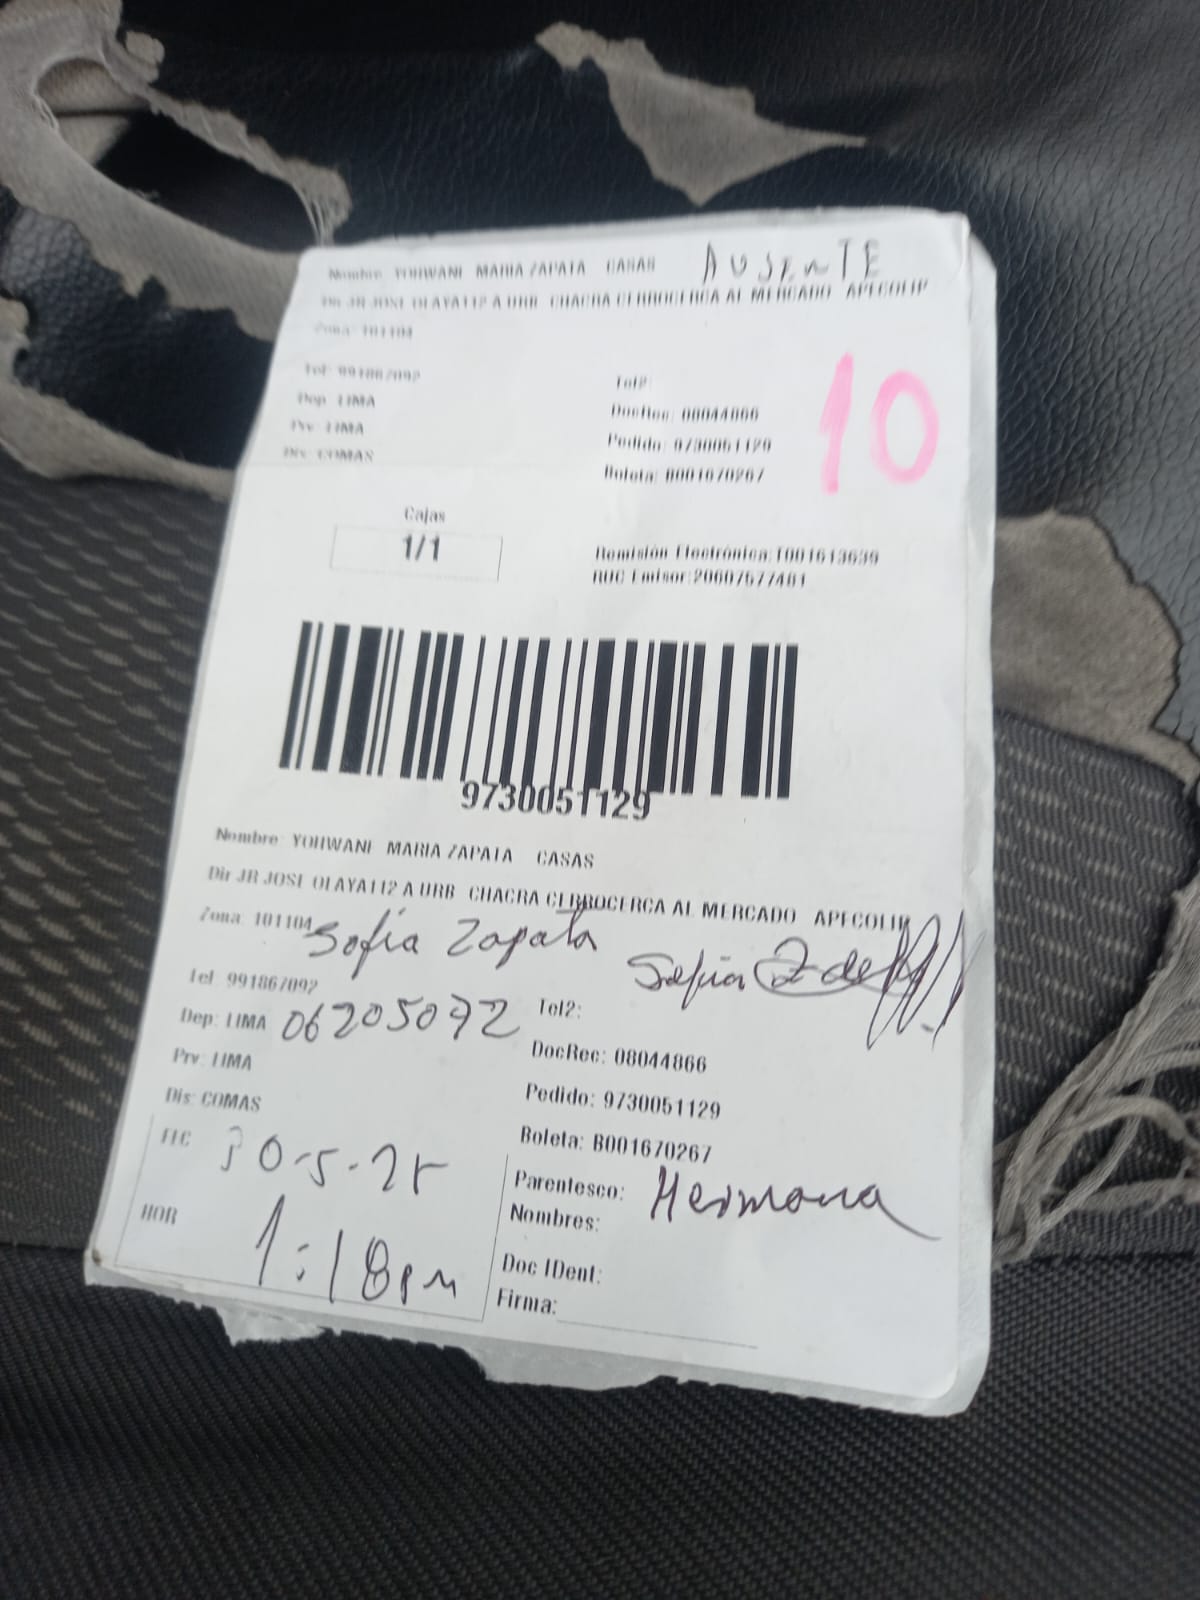 Nombre: YOHWANI MARIA ZAPATA CASAS AUSENTE
Dir JR JOSE OLAYA112 A URB CHACRA CERROCERCA AL MERCADO APECOLIP
Zona: 101104
Tel: 991867092 Tel2:
Dep: LIMA DocRec: 08044866
Prv: LIMA Pedido: 9730051129
Dis: COMAS Boleta: B001670267
10
Cajas
1/1
Remisión Electrónica:T001613639
RUC Emisor:20607577481
9730051129
Nombre: YOHWANI MARIA ZAPATA CASAS
Dir JR JOSE OLAYA112 A URB CHACRA CERROCERCA AL MERCADO APECOLIP
Zona: 101104
Sofia Zapata Sofia Z de
Tel: 991867092 Tel2:
Dep: LIMA 06205072
DocRec: 08044866
Prv: LIMA Pedido: 9730051129
Dis: COMAS Boleta: B001670267
FEC 30-5-25
Parentesco: Hermana
Nombres:
HOR 1:18pm
Doc IDent:
Firma: